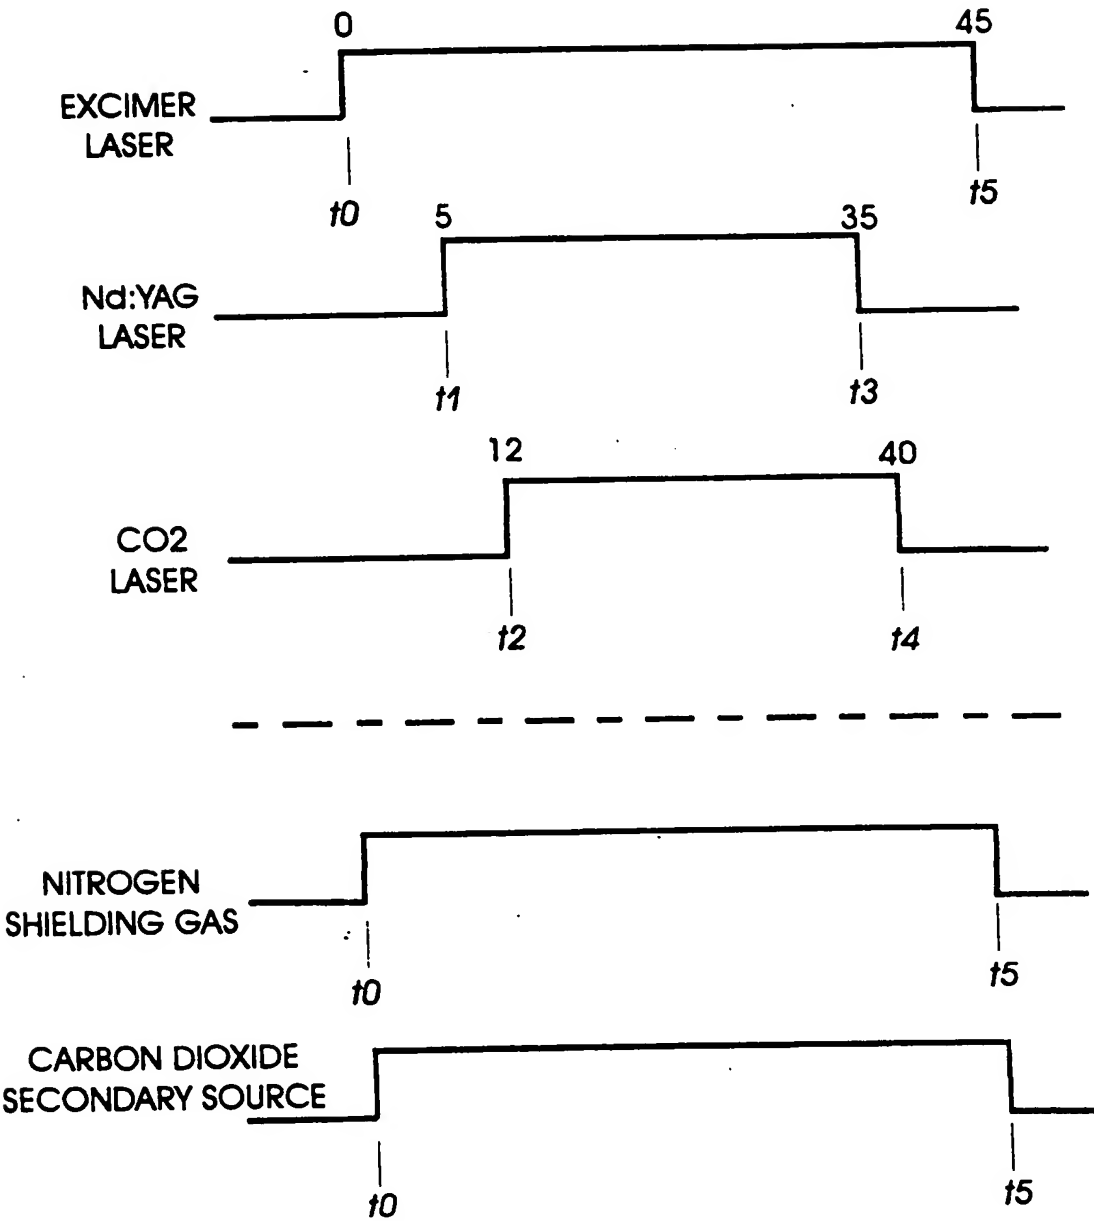 0 45
EXCIMER
LASER
t0 t5
5 35
Nd:YAG
LASER
t1 t3
12 40
CO2
LASER
t2 t4
NITROGEN
SHIELDING GAS
t0 t5
CARBON DIOXIDE
SECONDARY SOURCE
t0 t5